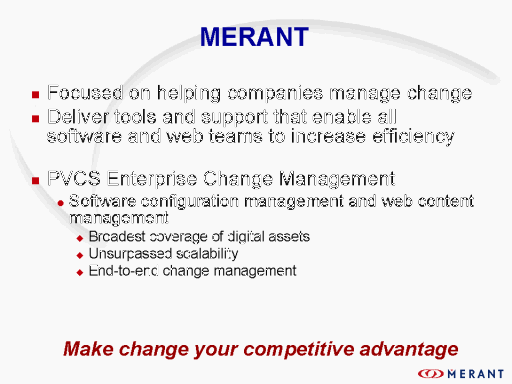 MERANT
Focused on helping companies manage change
Deliver tools and support that enable all
software and web teams to increase efficiency
PVCS Enterprise Change Management
Software configuration management and web content
management
Broadest coverage of digital assets
Unsurpassed scalability
End-to-end change management
Make change your competitive advantage
MERANT